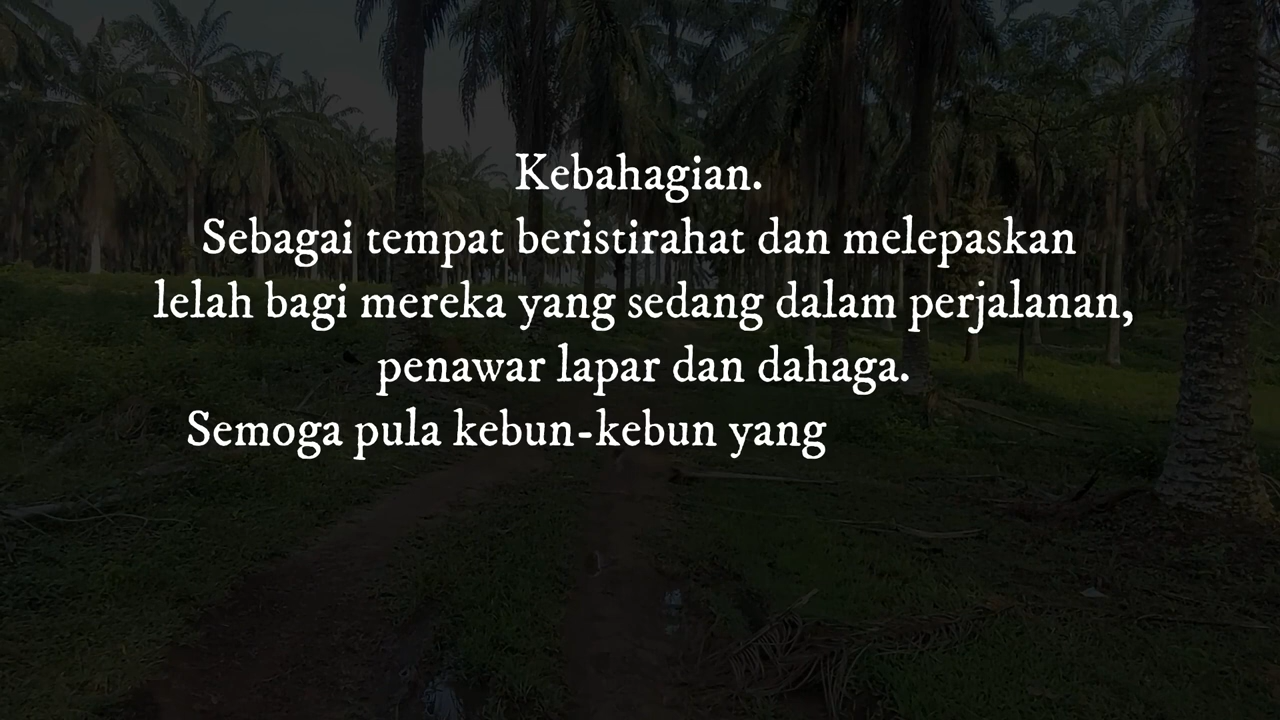 Kebahagian.
Sebagai tempat beristirahat dan melepaskan
lelah bagi mereka yang sedang dalam perjalanan,
penawar lapar dan dahaga.
Semoga pula kebun-kebun yang